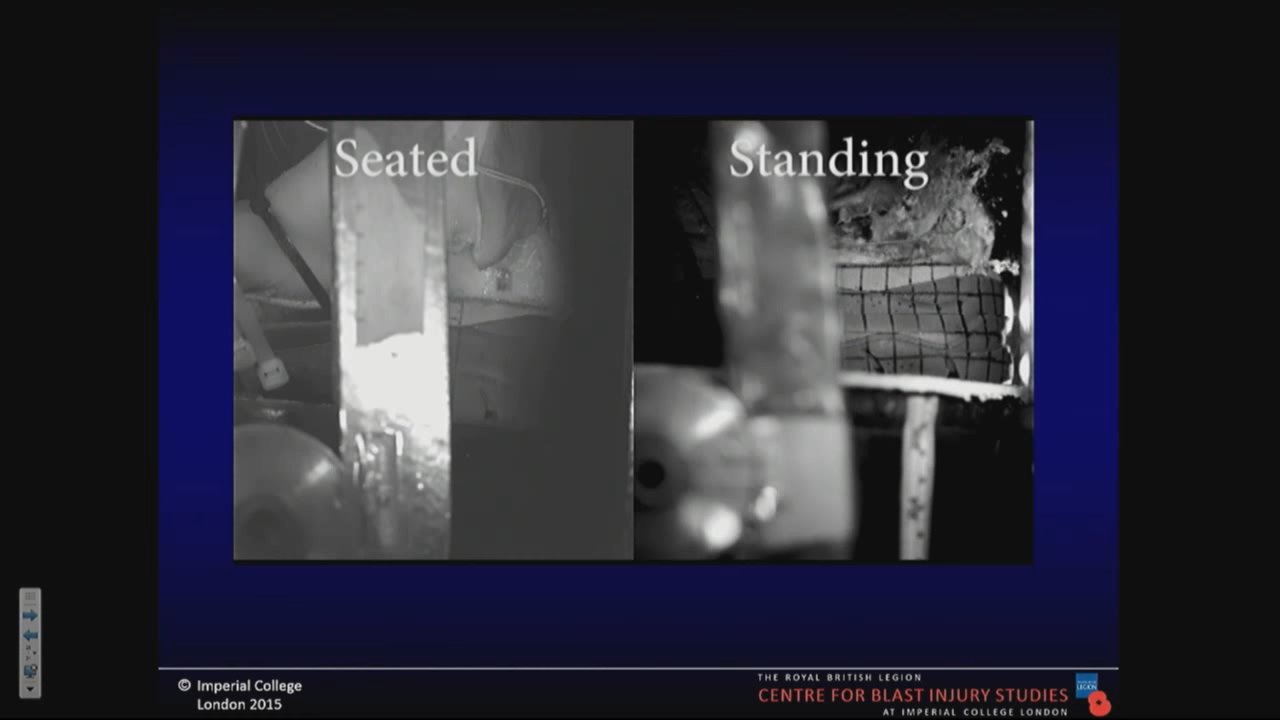 Seated
Standing
© Imperial College
London 2015
THE ROYAL BRITISH LEGION
CENTRE FOR BLAST INJURY STUDIES
AT IMPERIAL COLLEGE LONDON
LEGION